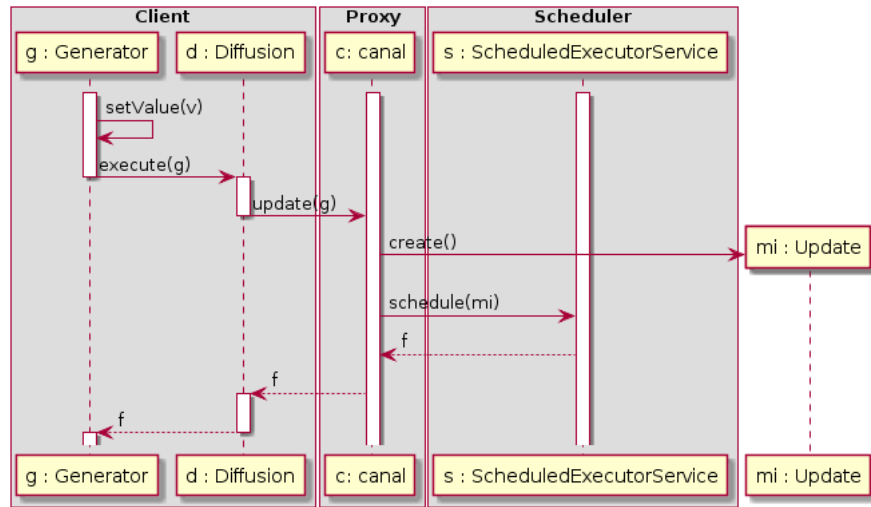 Client
Proxy
Scheduler
g : Generator
d : Diffusion
c: canal
s : ScheduledExecutorService
setValue(v)
execute(g)
update(g)
create()
mi : Update
schedule(mi)
f
f
f
g : Generator
d : Diffusion
c: canal
s : ScheduledExecutorService
mi : Update